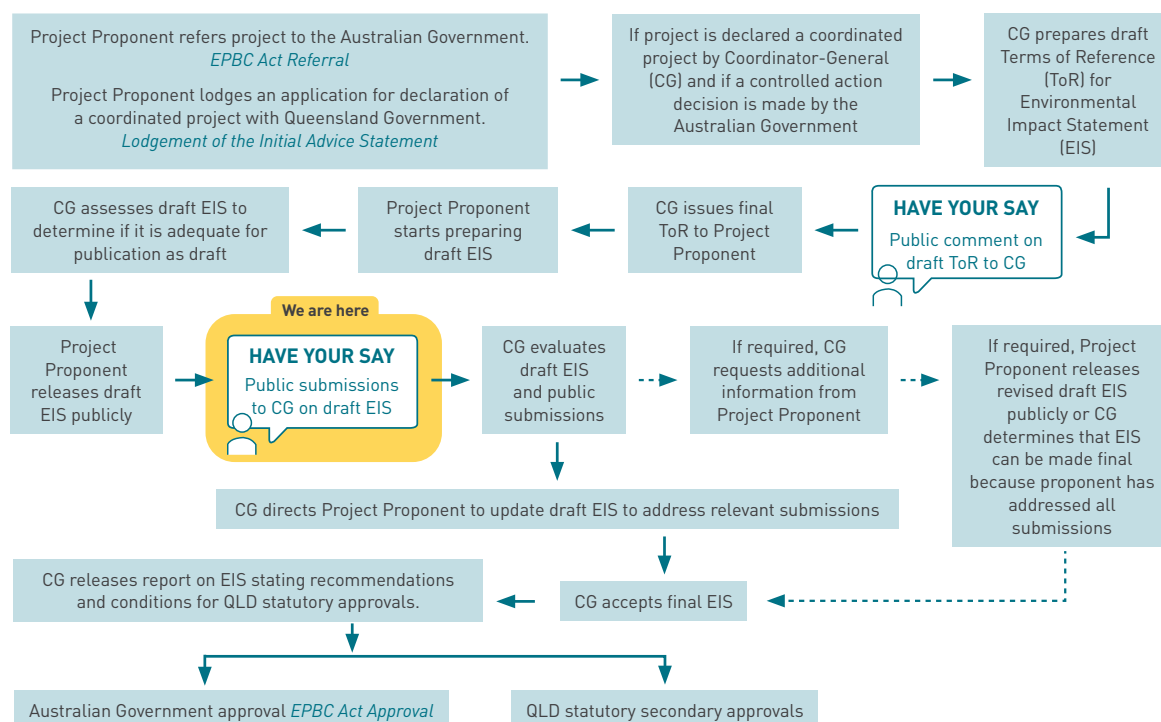 Project Proponent refers project to the Australian Government.
EPBC Act Referral
Project Proponent lodges an application for declaration of
a coordinated project with Queensland Government.
Lodgement of the Initial Advice Statement
If project is declared a coordinated
project by Coordinator-General
(CG) and if a controlled action
decision is made by the
Australian Government
CG prepares draft
Terms of Reference
(ToR) for
Environmental
Impact Statement
(EIS)
HAVE YOUR SAY
Public comment on
draft ToR to CG
CG issues final
ToR to Project
Proponent
Project Proponent
starts preparing
draft EIS
CG assesses draft EIS to
determine if it is adequate for
publication as draft
Project
Proponent
releases draft
EIS publicly
We are here
HAVE YOUR SAY
Public submissions
to CG on draft EIS
CG evaluates
draft EIS
and public
submissions
If required, CG
requests additional
information from
Project Proponent
If required, Project
Proponent releases
revised draft EIS
publicly or CG
determines that EIS
can be made final
because proponent has
addressed all
submissions
CG directs Project Proponent to update draft EIS to address relevant submissions
CG accepts final EIS
CG releases report on EIS stating recommendations
and conditions for QLD statutory approvals.
Australian Government approval EPBC Act Approval
QLD statutory secondary approvals